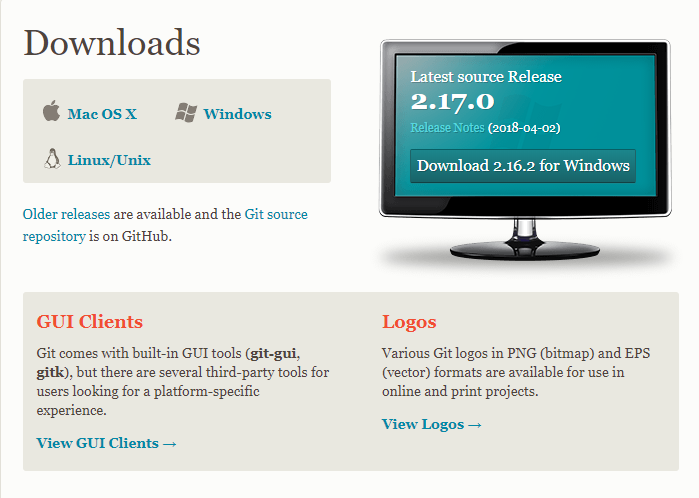 Downloads
Mac OS X
Windows
Linux/Unix
Older releases are available and the Git source
repository is on GitHub.
Latest source Release
2.17.0
Release Notes (2018-04-02)
Download 2.16.2 for Windows
GUI Clients
Git comes with built-in GUI tools (git-gui,
gitk), but there are several third-party tools for
users looking for a platform-specific
experience.
View GUI Clients →
Logos
Various Git logos in PNG (bitmap) and EPS
(vector) formats are available for use in
online and print projects.
View Logos →